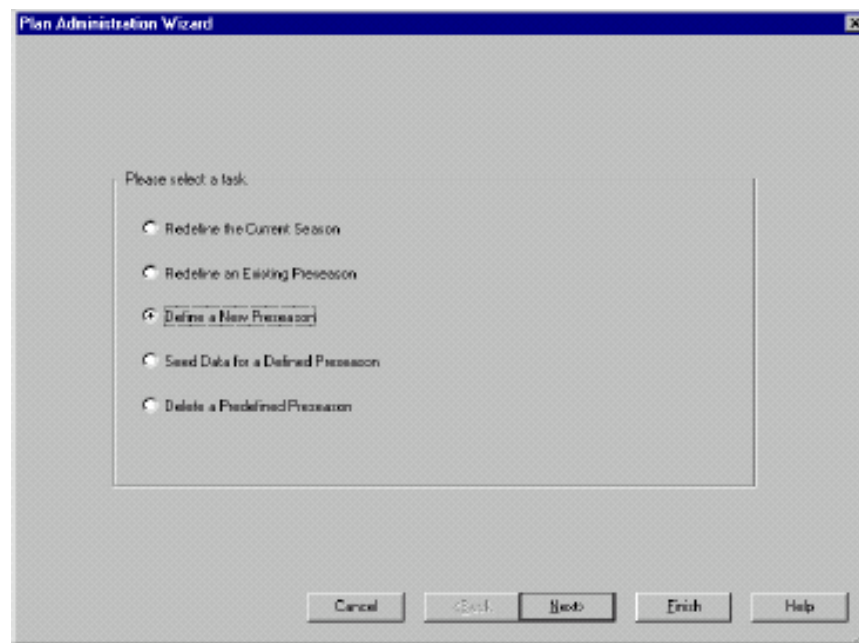 Plan Administration Wizard
Please select a task.
Redefine the Current Season
Redefine an Existing Preseason
Define a New Preseason
Seed Data for a Defined Preseason
Delete a Predefined Preseason
Cancel
<Back
Next>
Finish
Help